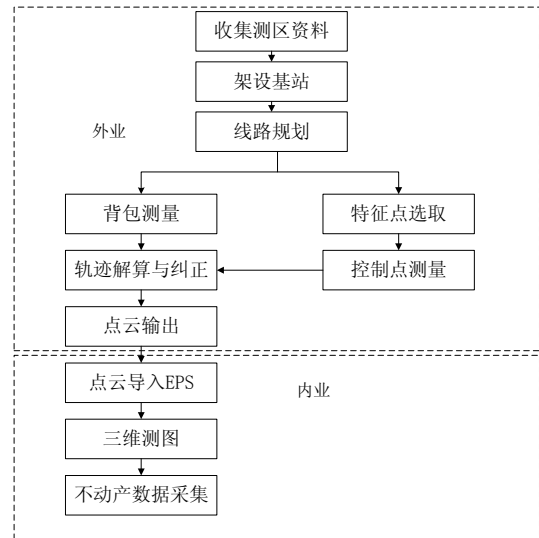 收集测区资料
架设基站
线路规划
外业
背包测量
特征点选取
轨迹解算与纠正
控制点测量
点云输出
点云导入EPS
内业
三维测图
不动产数据采集